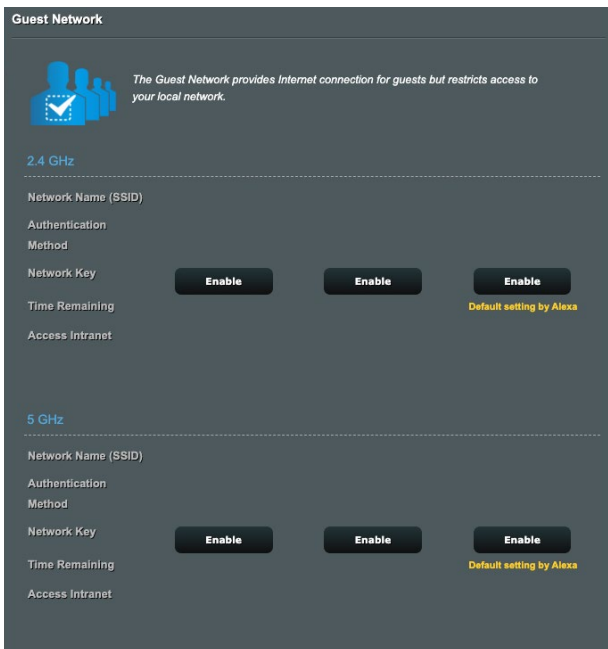 Guest Network
The Guest Network provides Internet connection for guests but restricts access to
your local network.
2.4 GHz
Network Name (SSID)
Authentication
Method
Network Key
Enable Enable Enable
Time Remaining
Default setting by Alexa
Access Intranet
5 GHz
Network Name (SSID)
Authentication
Method
Network Key
Enable Enable Enable
Time Remaining
Default setting by Alexa
Access Intranet